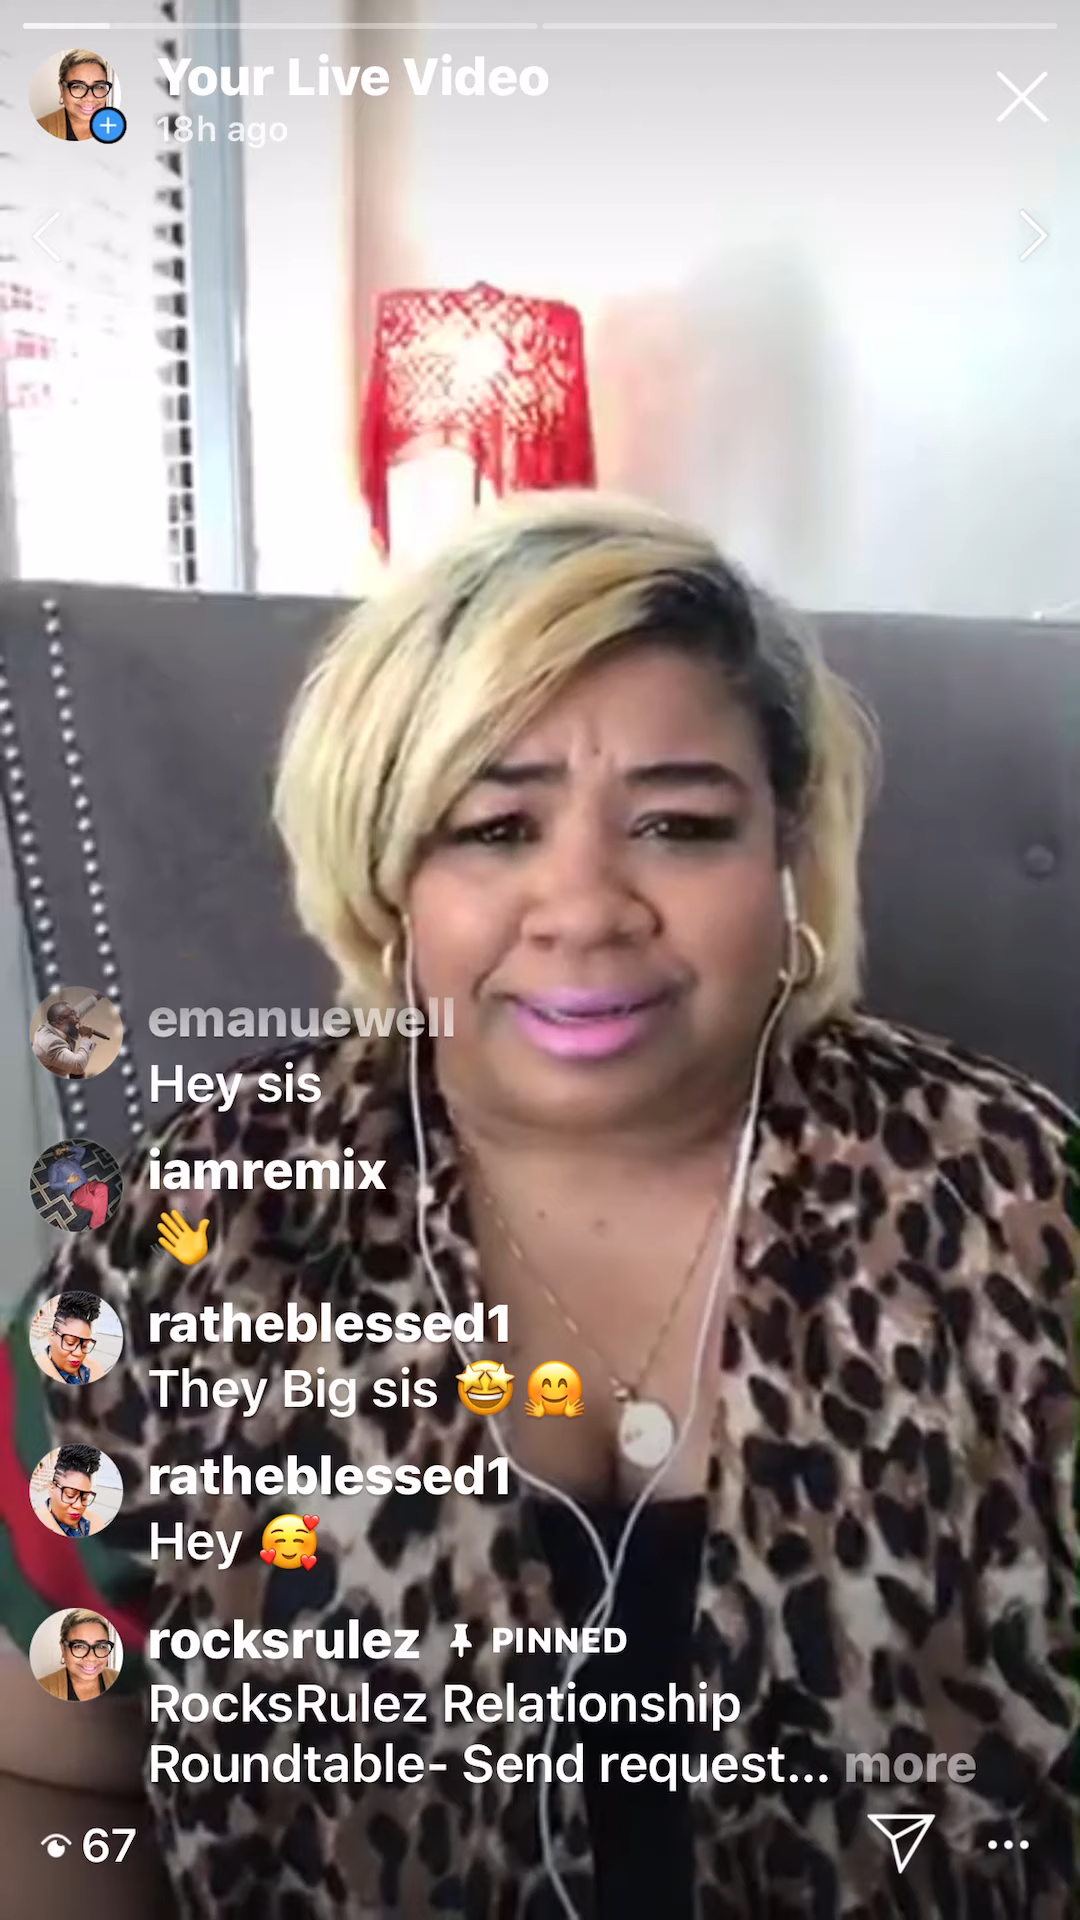 Your Live Video
18h ago
emanuewell
Hey sis
iamremix
👋
ratheblessed1
They Big sis 🤩🤗
ratheblessed1
Hey 🥰
rocksrulez PINNED
RocksRulez Relationship
Roundtable- Send request... more
67